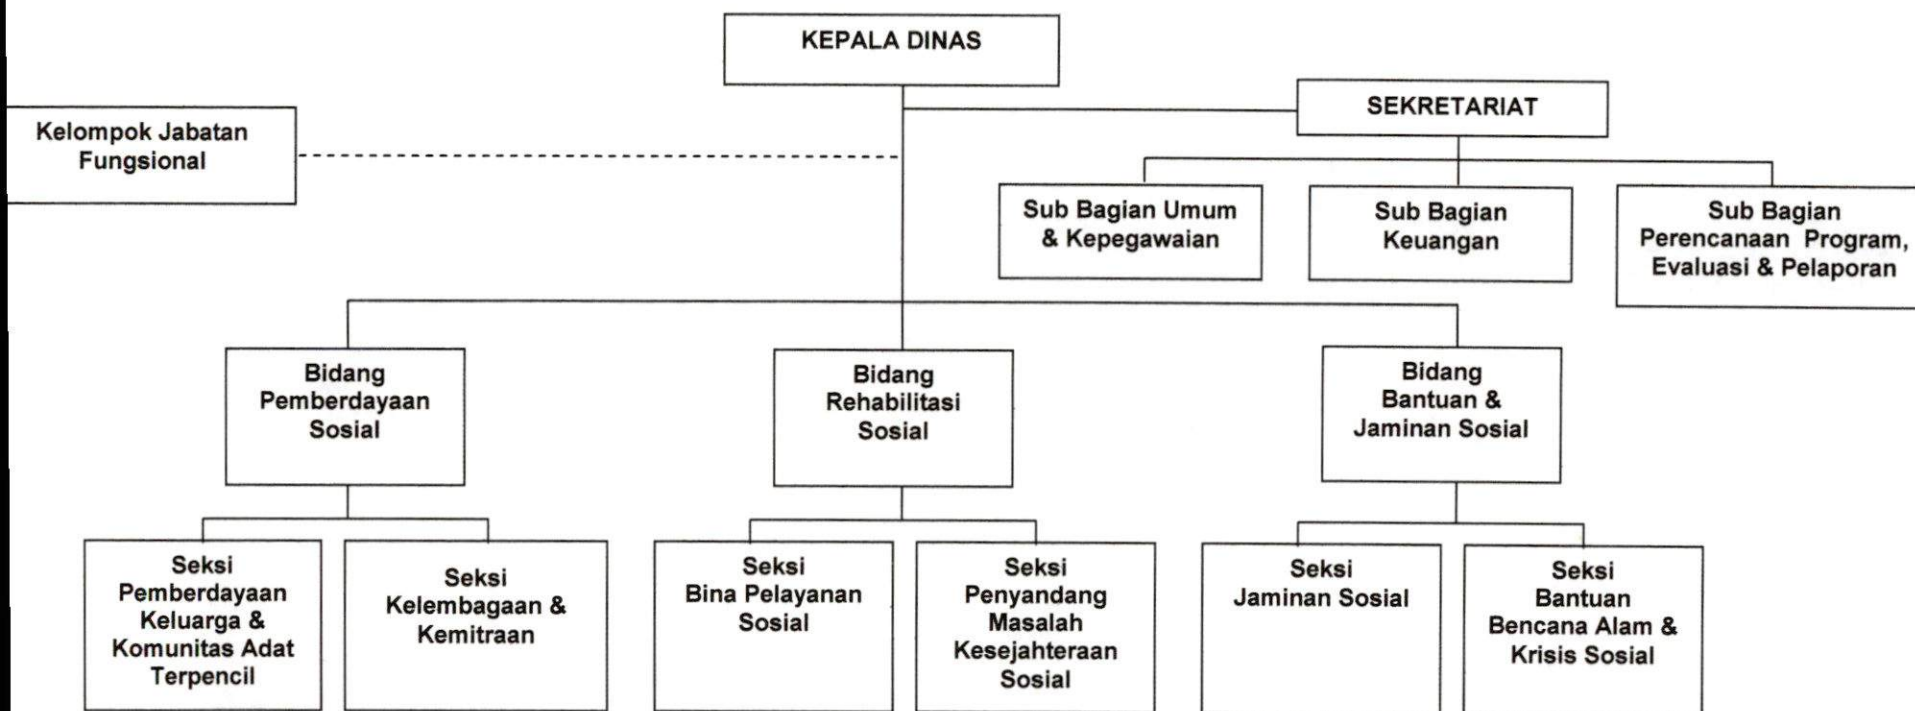 KEPALA DINAS
SEKRETARIAT
Kelompok Jabatan
Fungsional
Sub Bagian Umum
& Kepegawaian
Sub Bagian
Keuangan
Sub Bagian
Perencanaan Program,
Evaluasi & Pelaporan
Bidang
Pemberdayaan
Sosial
Bidang
Rehabilitasi
Sosial
Bidang
Bantuan &
Jaminan Sosial
Seksi
Pemberdayaan
Keluarga &
Komunitas Adat
Terpencil
Seksi
Kelembagaan &
Kemitraan
Seksi
Bina Pelayanan
Sosial
Seksi
Penyandang
Masalah
Kesejahteraan
Sosial
Seksi
Jaminan Sosial
Seksi
Bantuan
Bencana Alam &
Krisis Sosial